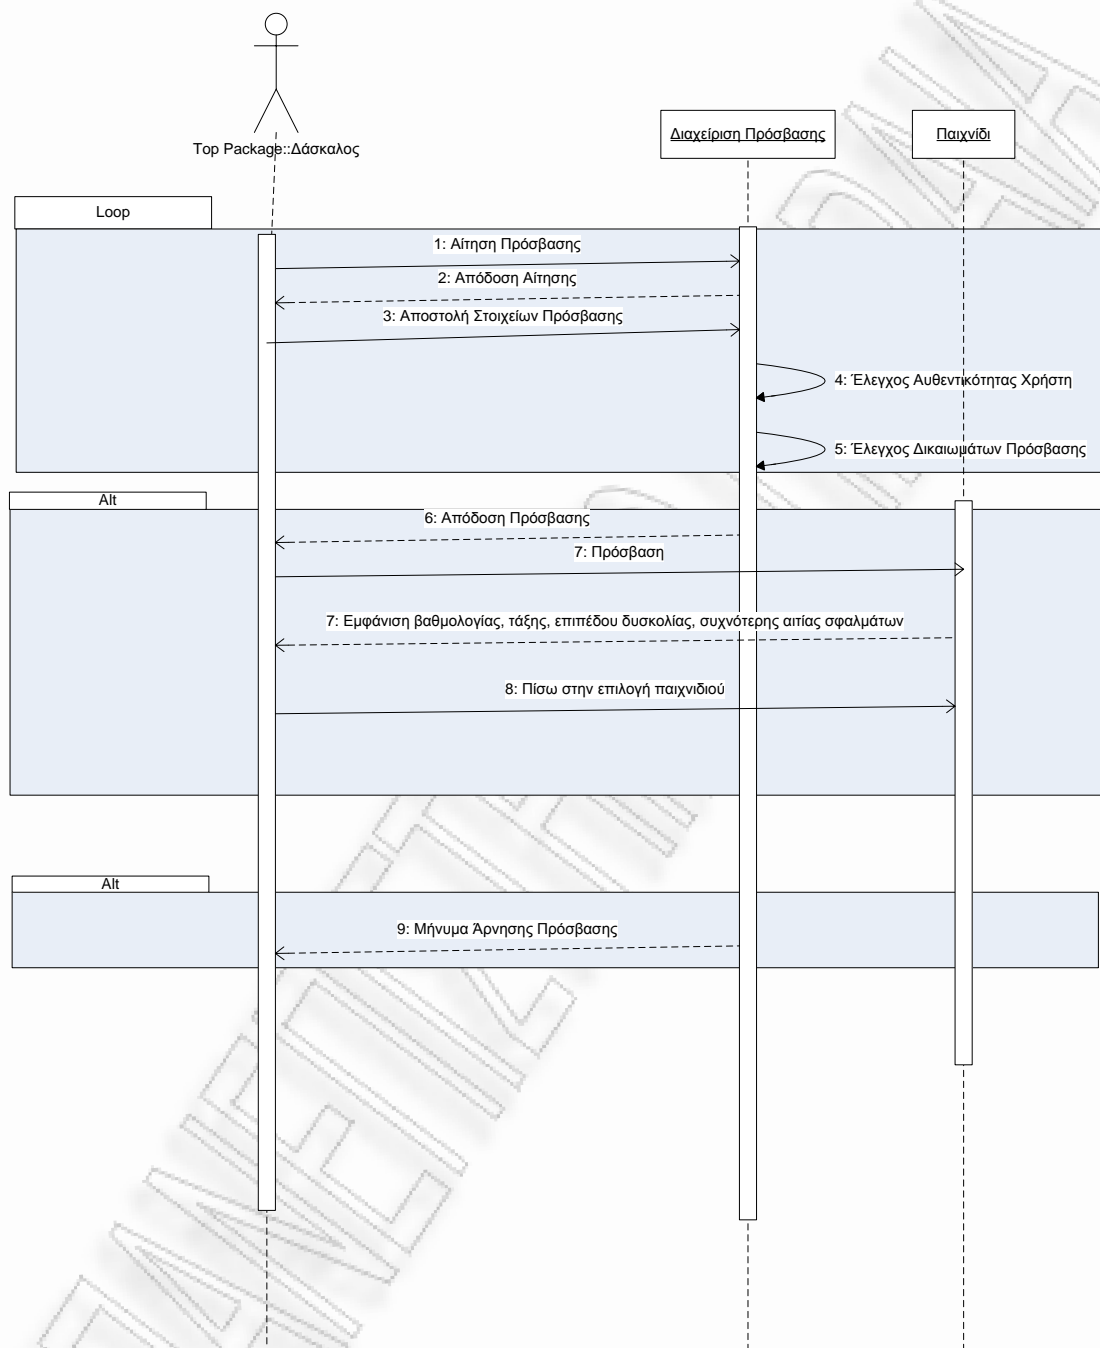 Top Package::Δάσκαλος
Διαχείριση Πρόσβασης
Παιχνίδι
Loop
1: Αίτηση Πρόσβασης
2: Απόδοση Αίτησης
3: Αποστολή Στοιχείων Πρόσβασης
4: Έλεγχος Αυθεντικότητας Χρήστη
5: Έλεγχος Δικαιωμάτων Πρόσβασης
Alt
6: Απόδοση Πρόσβασης
7: Πρόσβαση
7: Εμφάνιση βαθμολογίας, τάξης, επιπέδου δυσκολίας, συχνότερης αιτίας σφαλμάτων
8: Πίσω στην επιλογή παιχνιδιού
Alt
9: Μήνυμα Άρνησης Πρόσβασης